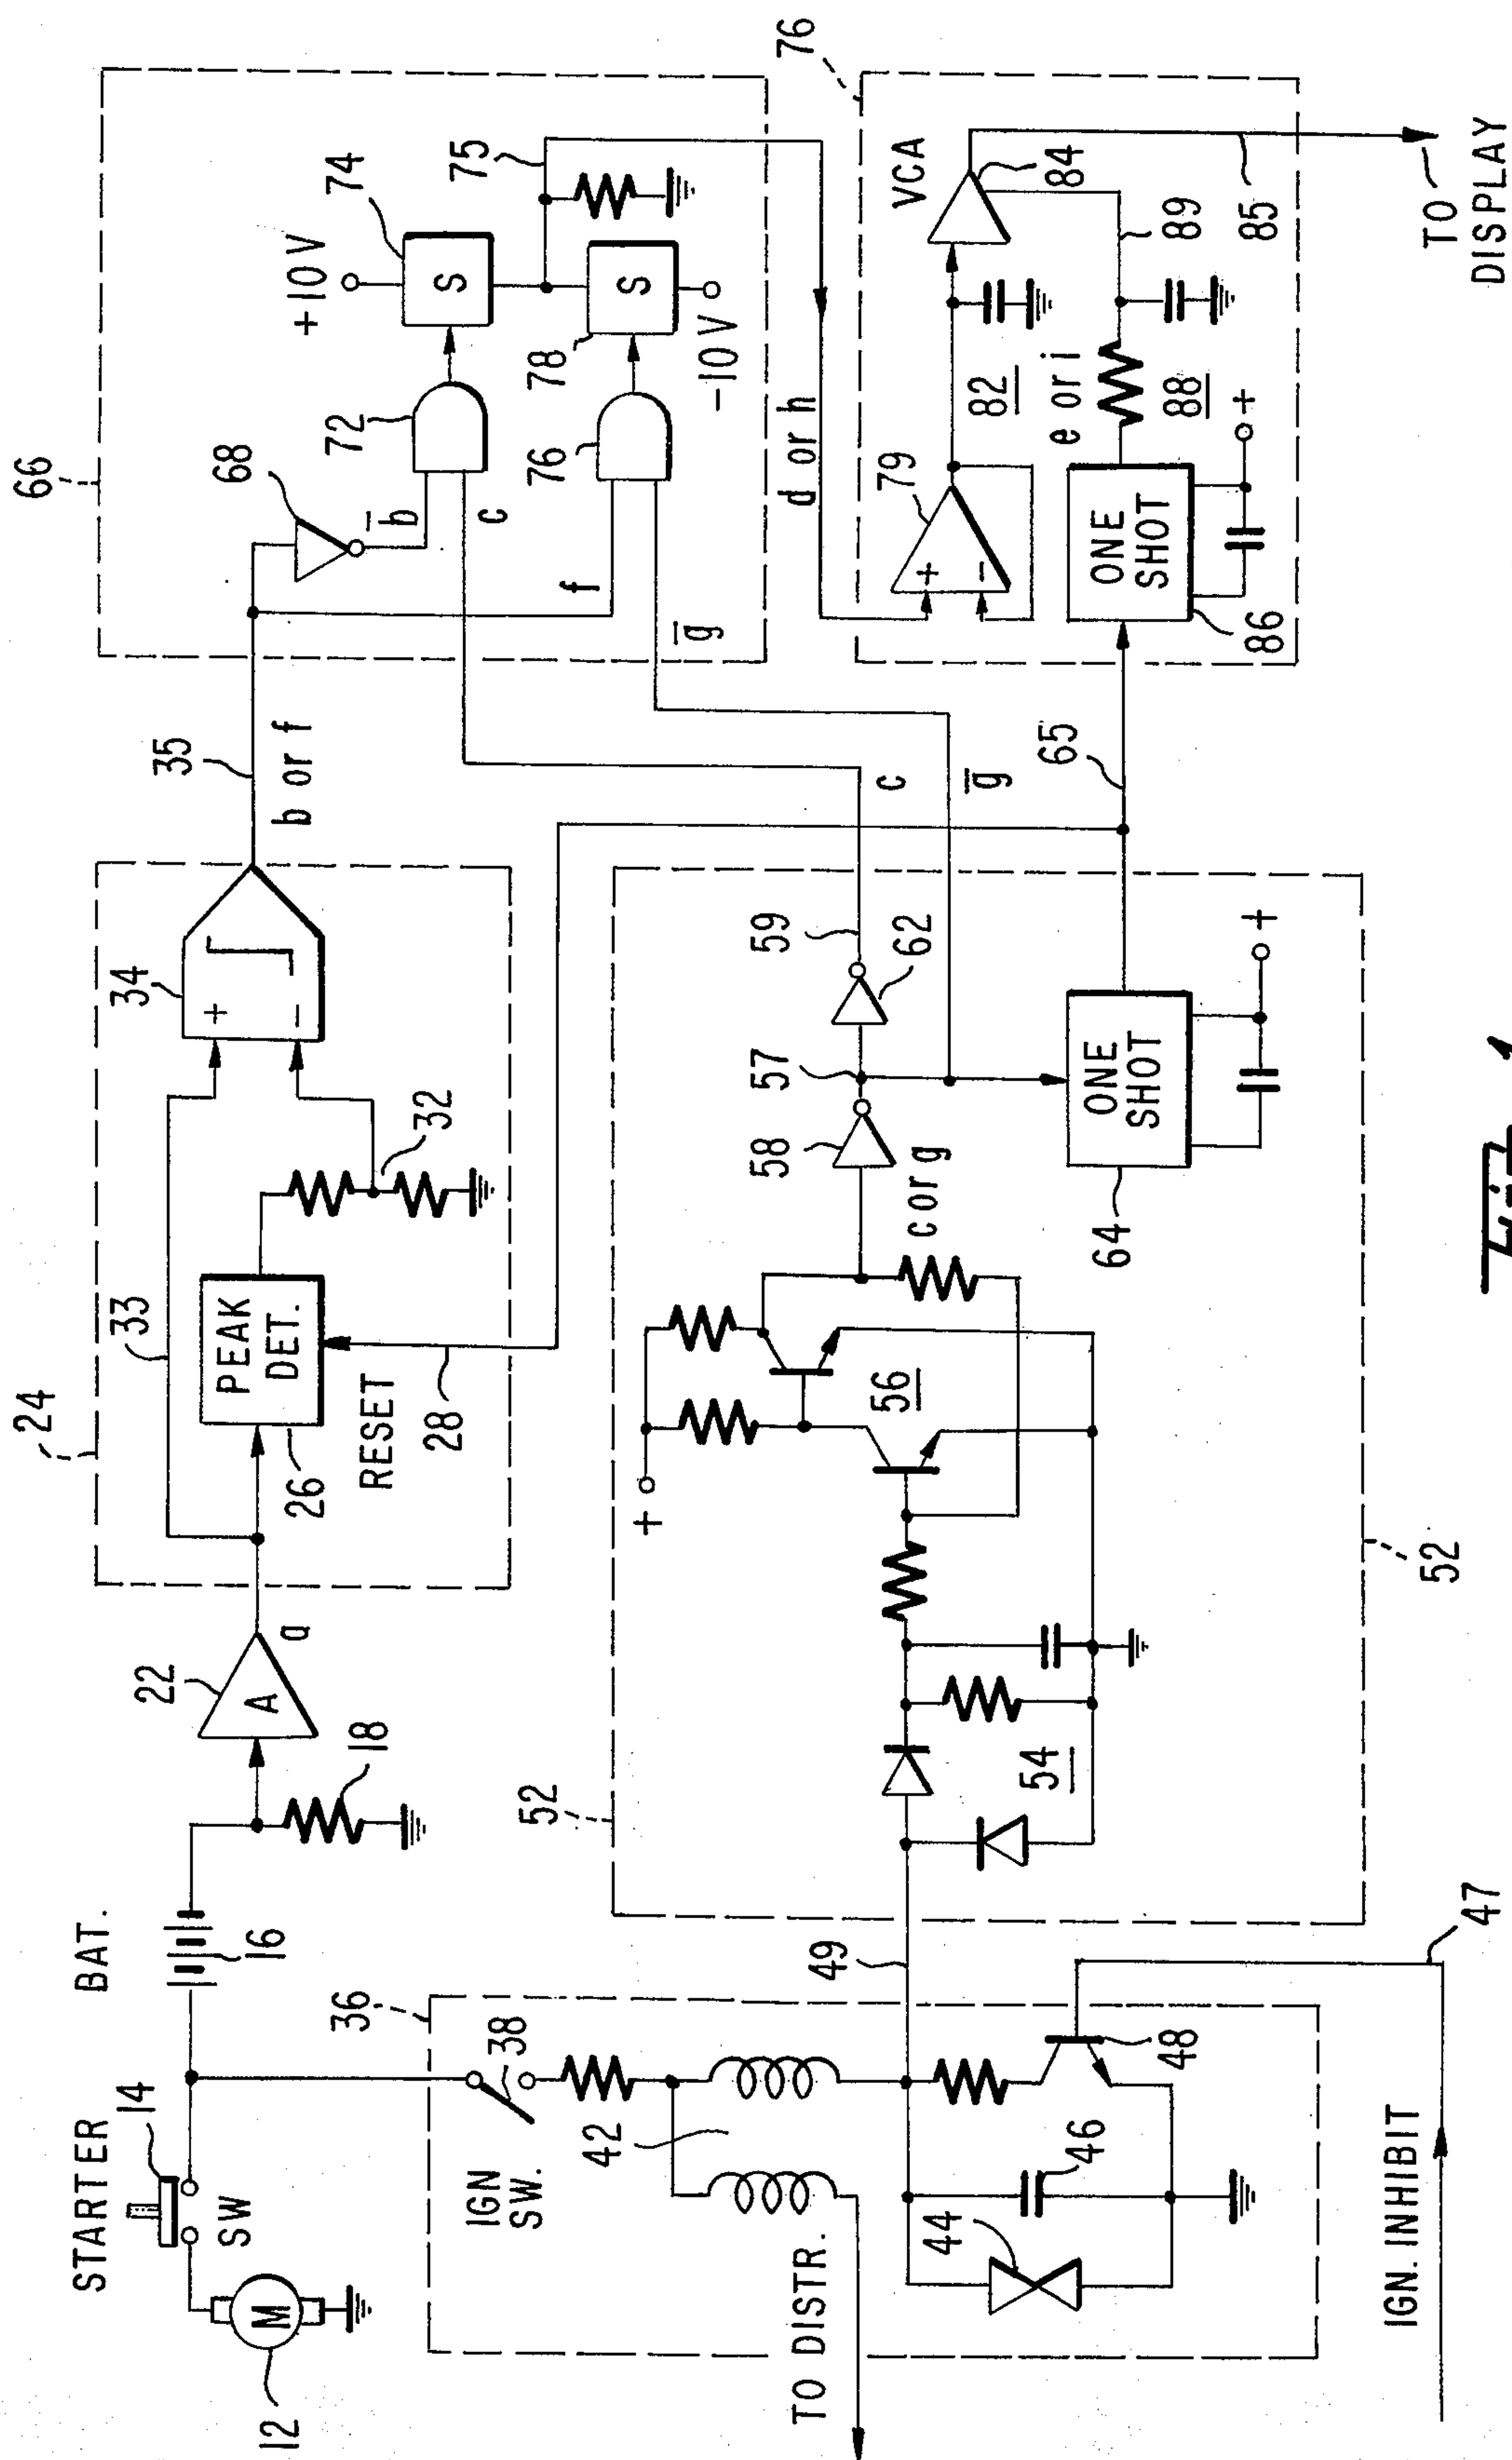 STARTER
14
SW
M
12
BAT.
16
18
22
A
a
24
33
PEAK
DET.
26
RESET
28
32
34
+
−
35
b or f
66
68
b̄
c
f
g̅
72
74
+10V
S
75
76
78
S
−10V
d or h
36
IGN
SW.
38
42
TO DISTR.
44
46
48
49
47
IGN. INHIBIT
52
52
54
+
56
c or g
58
57
59
62
c
g̅
ONE
SHOT
64
+
65
76
79
+
−
82
VCA
84
e or i
88
89
ONE
SHOT
86
+
85
TO
DISPLAY